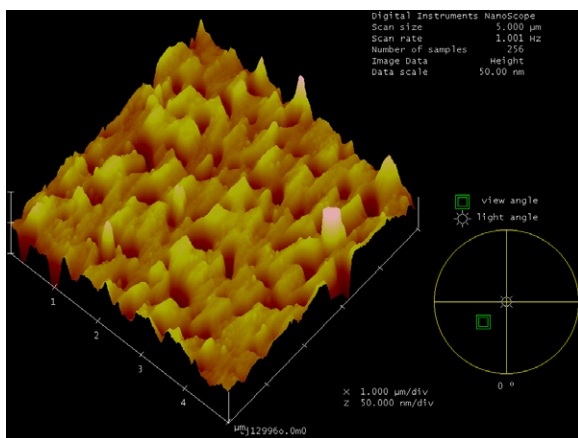 Digital Instruments NanoScope
Scan size 5.000 µm
Scan rate 1.001 Hz
Number of samples 256
Image Data Height
Data scale 50.00 nm
view angle
light angle
1
2
3
4
µm
X 1.000 µm/div
Z 50.000 nm/div
0 º
tj12996o.0m0